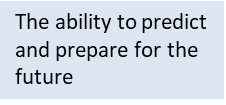 The ability to predict
and prepare for the
future